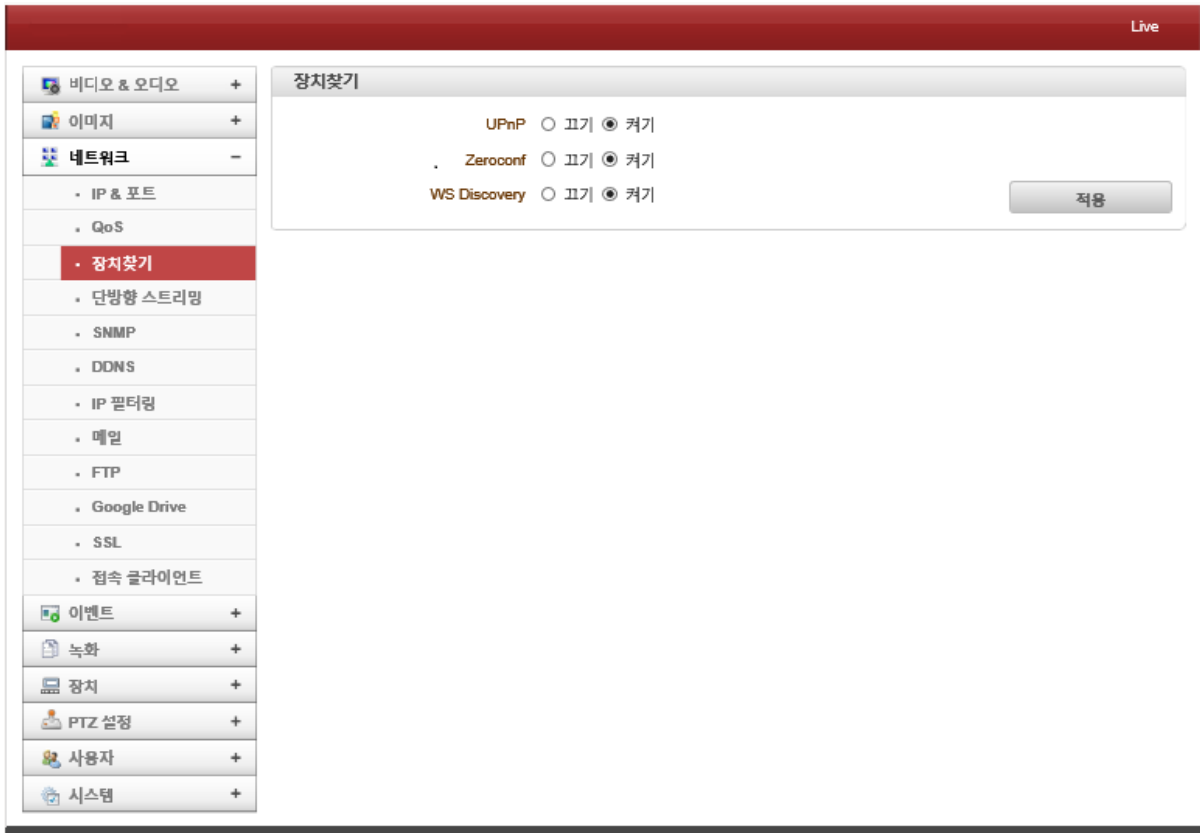 Live
비디오 & 오디오 +
이미지 +
네트워크 −
IP & 포트
QoS
장치찾기
단방향 스트리밍
SNMP
DDNS
IP 필터링
메일
FTP
Google Drive
SSL
접속 클라이언트
이벤트 +
녹화 +
장치 +
PTZ 설정 +
사용자 +
시스템 +
장치찾기
UPnP 끄기 켜기
Zeroconf 끄기 켜기
WS Discovery 끄기 켜기
적용